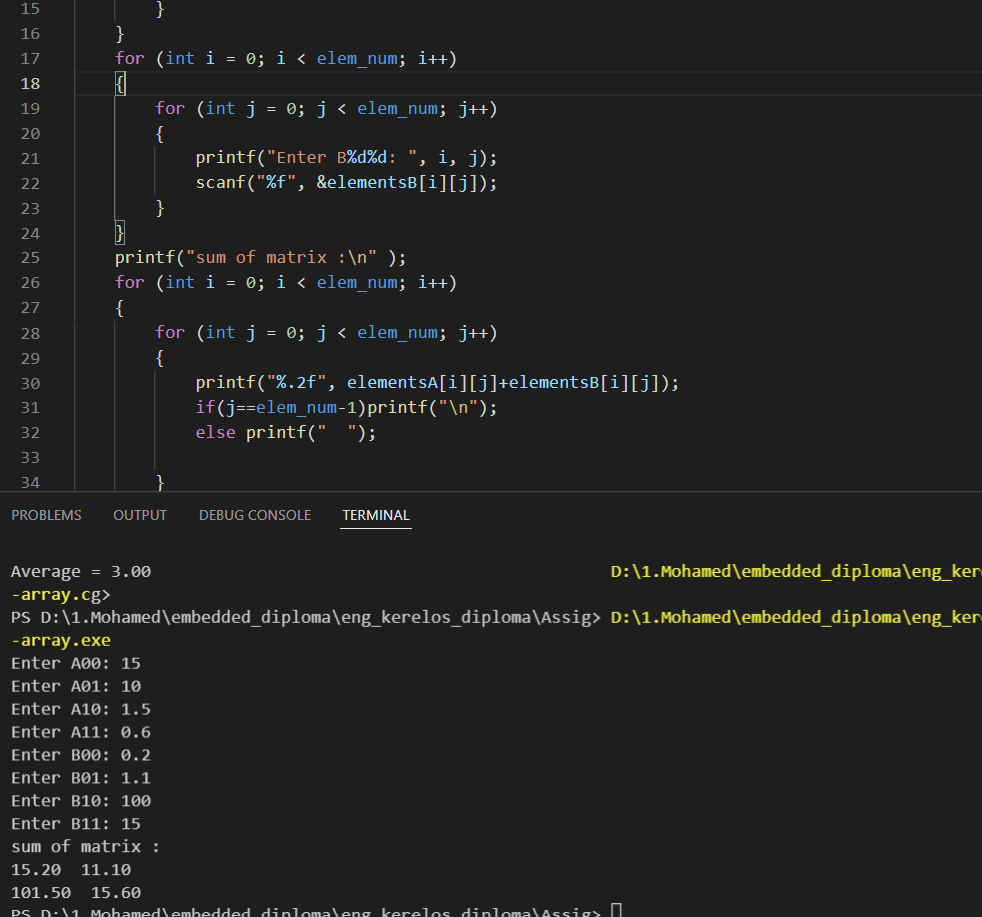 15 }
16 }
17 for (int i = 0; i < elem_num; i++)
18 {
19 for (int j = 0; j < elem_num; j++)
20 {
21 printf("Enter B%d%d: ", i, j);
22 scanf("%f", &elementsB[i][j]);
23 }
24 }
25 printf("sum of matrix :\n" );
26 for (int i = 0; i < elem_num; i++)
27 {
28 for (int j = 0; j < elem_num; j++)
29 {
30 printf("%.2f", elementsA[i][j]+elementsB[i][j]);
31 if(j==elem_num-1)printf("\n");
32 else printf("  ");
33
34 }
PROBLEMS OUTPUT DEBUG CONSOLE TERMINAL
Average = 3.00 D:\1.Mohamed\embedded_diploma\eng_ker
-array.cg>
PS D:\1.Mohamed\embedded_diploma\eng_kerelos_diploma\Assig> D:\1.Mohamed\embedded_diploma\eng_ker
-array.exe
Enter A00: 15
Enter A01: 10
Enter A10: 1.5
Enter A11: 0.6
Enter B00: 0.2
Enter B01: 1.1
Enter B10: 100
Enter B11: 15
sum of matrix :
15.20  11.10
101.50  15.60
PS D:\1.Mohamed\embedded_diploma\eng_kerelos_diploma\Assig>